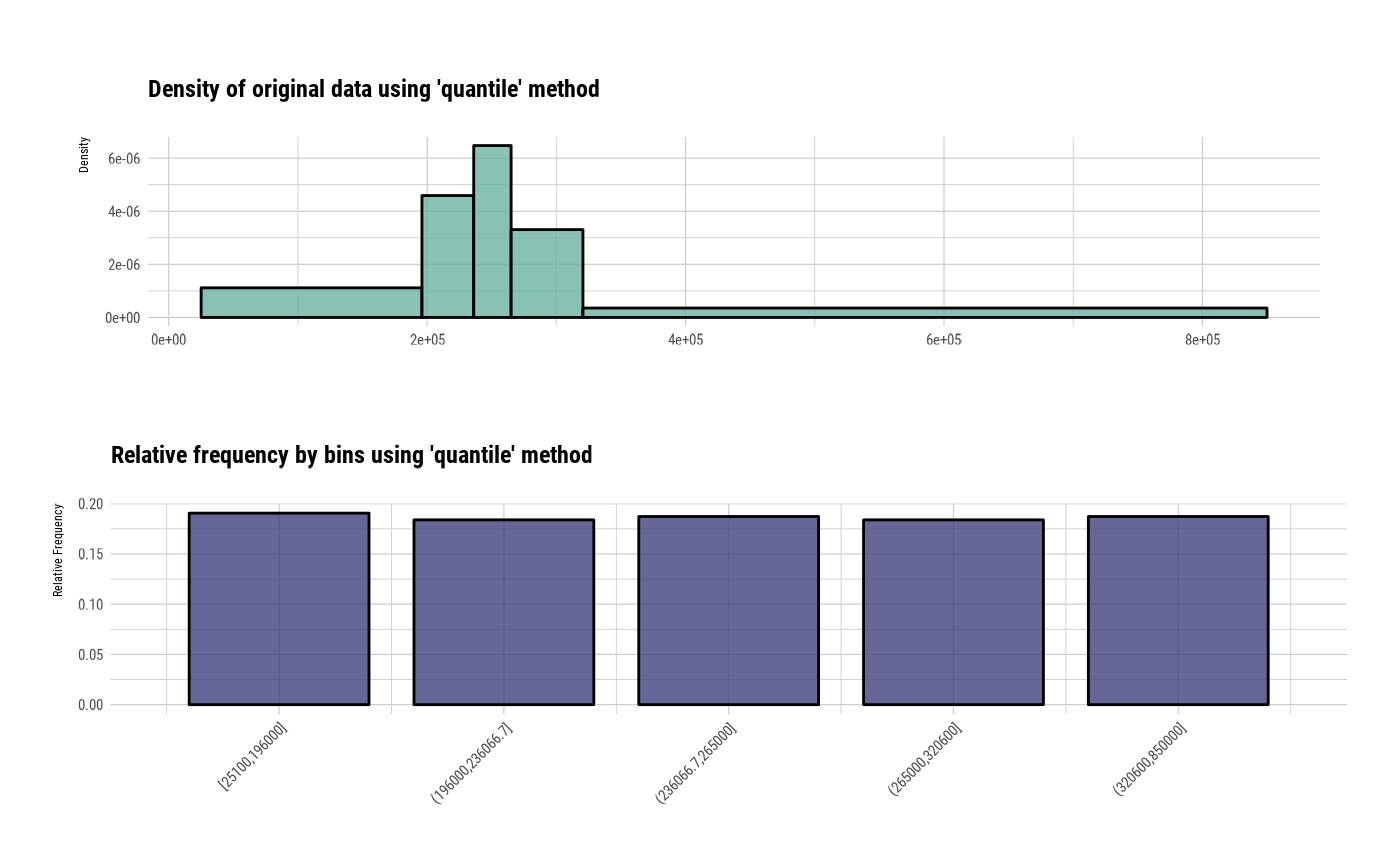 Density of original data using 'quantile' method
Density
6e-06
4e-06
2e-06
0e+00
0e+00 2e+05 4e+05 6e+05 8e+05
Relative frequency by bins using 'quantile' method
Relative Frequency
0.20
0.15
0.10
0.05
0.00
[25100,196000]
(196000,236066.7]
(236066.7,265000]
(265000,320600]
(320600,850000]